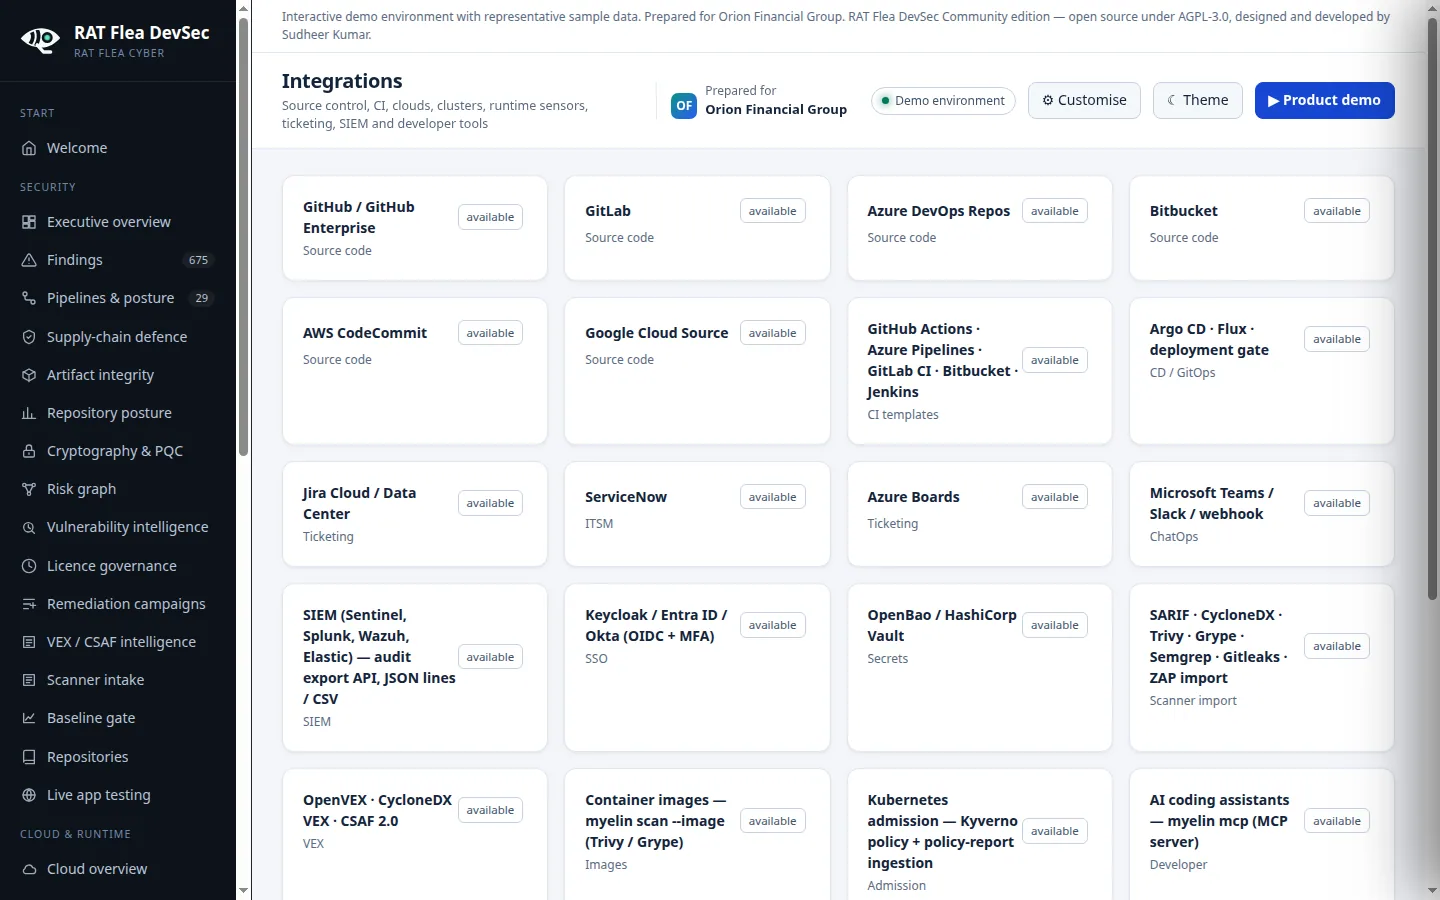 RAT Flea DevSec
RAT FLEA CYBER
START
Welcome
SECURITY
Executive overview
Findings 675
Pipelines & posture 29
Supply-chain defence
Artifact integrity
Repository posture
Cryptography & PQC
Risk graph
Vulnerability intelligence
Licence governance
Remediation campaigns
VEX / CSAF intelligence
Scanner intake
Baseline gate
Repositories
Live app testing
CLOUD & RUNTIME
Cloud overview
Interactive demo environment with representative sample data. Prepared for Orion Financial Group. RAT Flea DevSec Community edition — open source under AGPL-3.0, designed and developed by
Sudheer Kumar.
Integrations
Source control, CI, clouds, clusters, runtime sensors,
ticketing, SIEM and developer tools
OF
Prepared for
Orion Financial Group
Demo environment
⚙ Customise
☾ Theme
▶ Product demo
GitHub / GitHub
Enterprise
available
Source code
GitLab
available
Source code
Azure DevOps Repos
available
Source code
Bitbucket
available
Source code
AWS CodeCommit
available
Source code
Google Cloud Source
available
Source code
GitHub Actions ·
Azure Pipelines ·
GitLab CI · Bitbucket ·
Jenkins
available
CI templates
Argo CD · Flux ·
deployment gate
available
CD / GitOps
Jira Cloud / Data
Center
available
Ticketing
ServiceNow
available
ITSM
Azure Boards
available
Ticketing
Microsoft Teams /
Slack / webhook
available
ChatOps
SIEM (Sentinel,
Splunk, Wazuh,
Elastic) — audit
export API, JSON lines
/ CSV
available
SIEM
Keycloak / Entra ID /
Okta (OIDC + MFA)
available
SSO
OpenBao / HashiCorp
Vault
available
Secrets
SARIF · CycloneDX ·
Trivy · Grype ·
Semgrep · Gitleaks ·
ZAP import
available
Scanner import
OpenVEX · CycloneDX
VEX · CSAF 2.0
available
VEX
Container images —
myelin scan --image
(Trivy / Grype)
available
Images
Kubernetes
admission — Kyverno
policy + policy-report
ingestion
available
Admission
AI coding assistants
— myelin mcp (MCP
server)
available
Developer